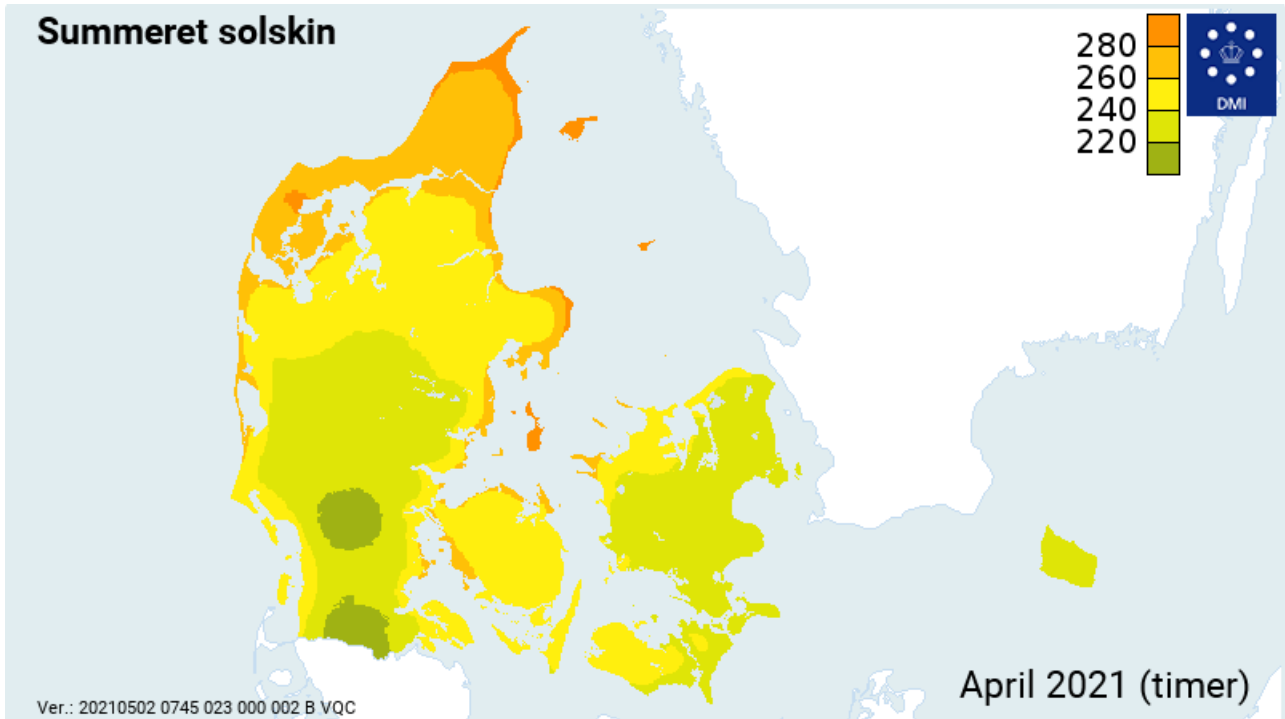 Summeret solskin
280
260
240
220
DMI
April 2021 (timer)
Ver.: 20210502 0745 023 000 002 B VQC